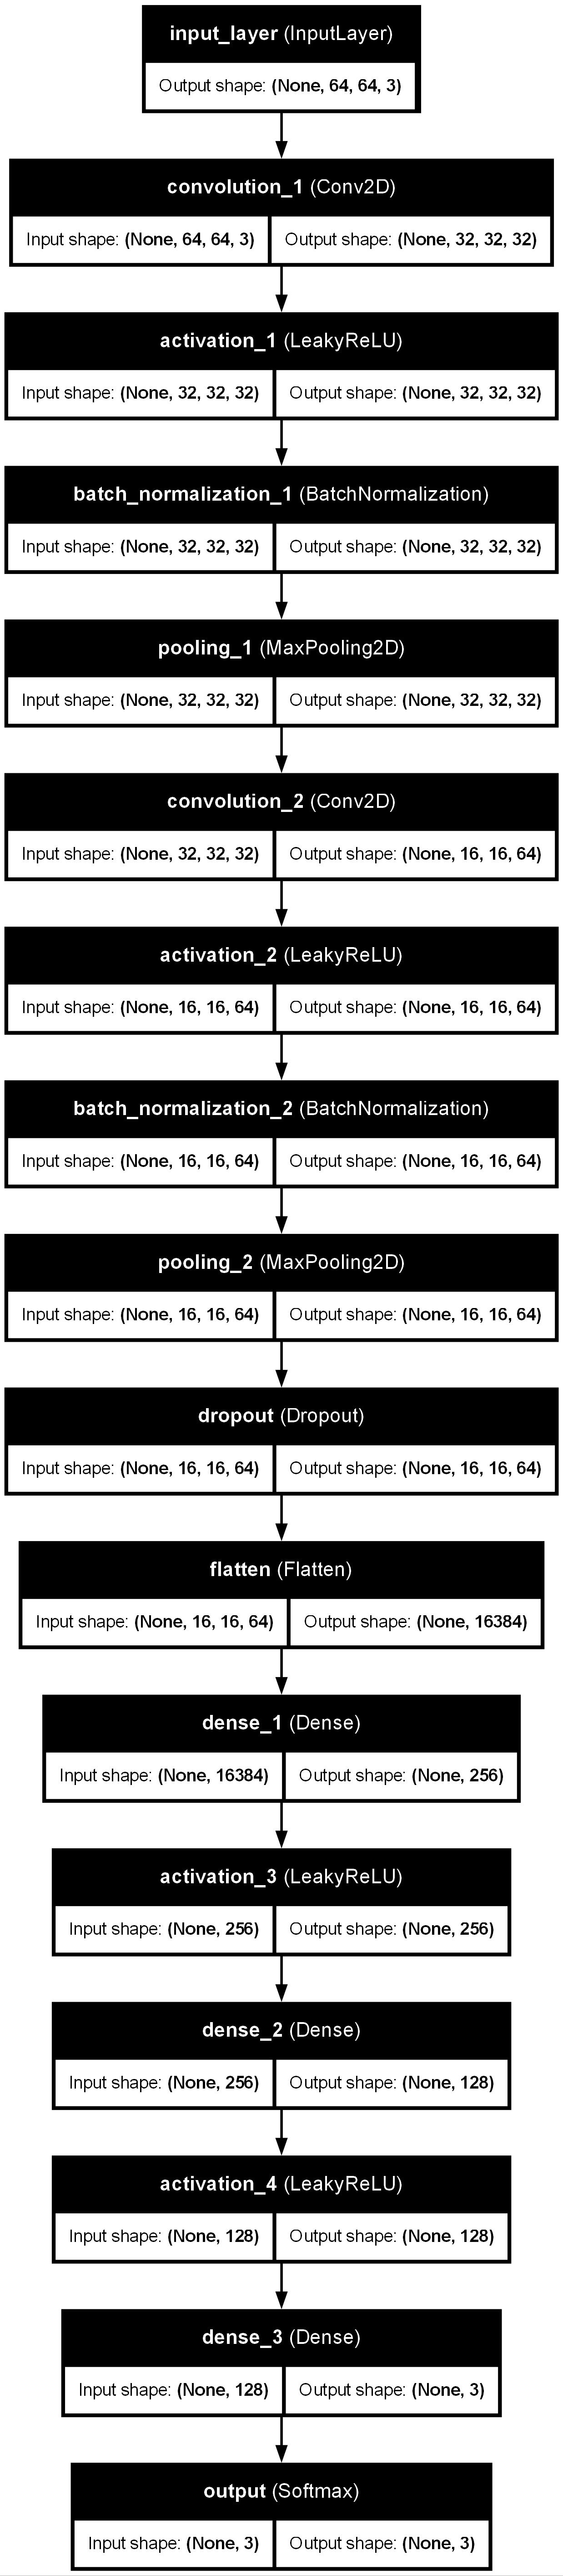 input_layer (InputLayer)
Output shape: (None, 64, 64, 3)
convolution_1 (Conv2D)
Input shape: (None, 64, 64, 3) Output shape: (None, 32, 32, 32)
activation_1 (LeakyReLU)
Input shape: (None, 32, 32, 32) Output shape: (None, 32, 32, 32)
batch_normalization_1 (BatchNormalization)
Input shape: (None, 32, 32, 32) Output shape: (None, 32, 32, 32)
pooling_1 (MaxPooling2D)
Input shape: (None, 32, 32, 32) Output shape: (None, 32, 32, 32)
convolution_2 (Conv2D)
Input shape: (None, 32, 32, 32) Output shape: (None, 16, 16, 64)
activation_2 (LeakyReLU)
Input shape: (None, 16, 16, 64) Output shape: (None, 16, 16, 64)
batch_normalization_2 (BatchNormalization)
Input shape: (None, 16, 16, 64) Output shape: (None, 16, 16, 64)
pooling_2 (MaxPooling2D)
Input shape: (None, 16, 16, 64) Output shape: (None, 16, 16, 64)
dropout (Dropout)
Input shape: (None, 16, 16, 64) Output shape: (None, 16, 16, 64)
flatten (Flatten)
Input shape: (None, 16, 16, 64) Output shape: (None, 16384)
dense_1 (Dense)
Input shape: (None, 16384) Output shape: (None, 256)
activation_3 (LeakyReLU)
Input shape: (None, 256) Output shape: (None, 256)
dense_2 (Dense)
Input shape: (None, 256) Output shape: (None, 128)
activation_4 (LeakyReLU)
Input shape: (None, 128) Output shape: (None, 128)
dense_3 (Dense)
Input shape: (None, 128) Output shape: (None, 3)
output (Softmax)
Input shape: (None, 3) Output shape: (None, 3)